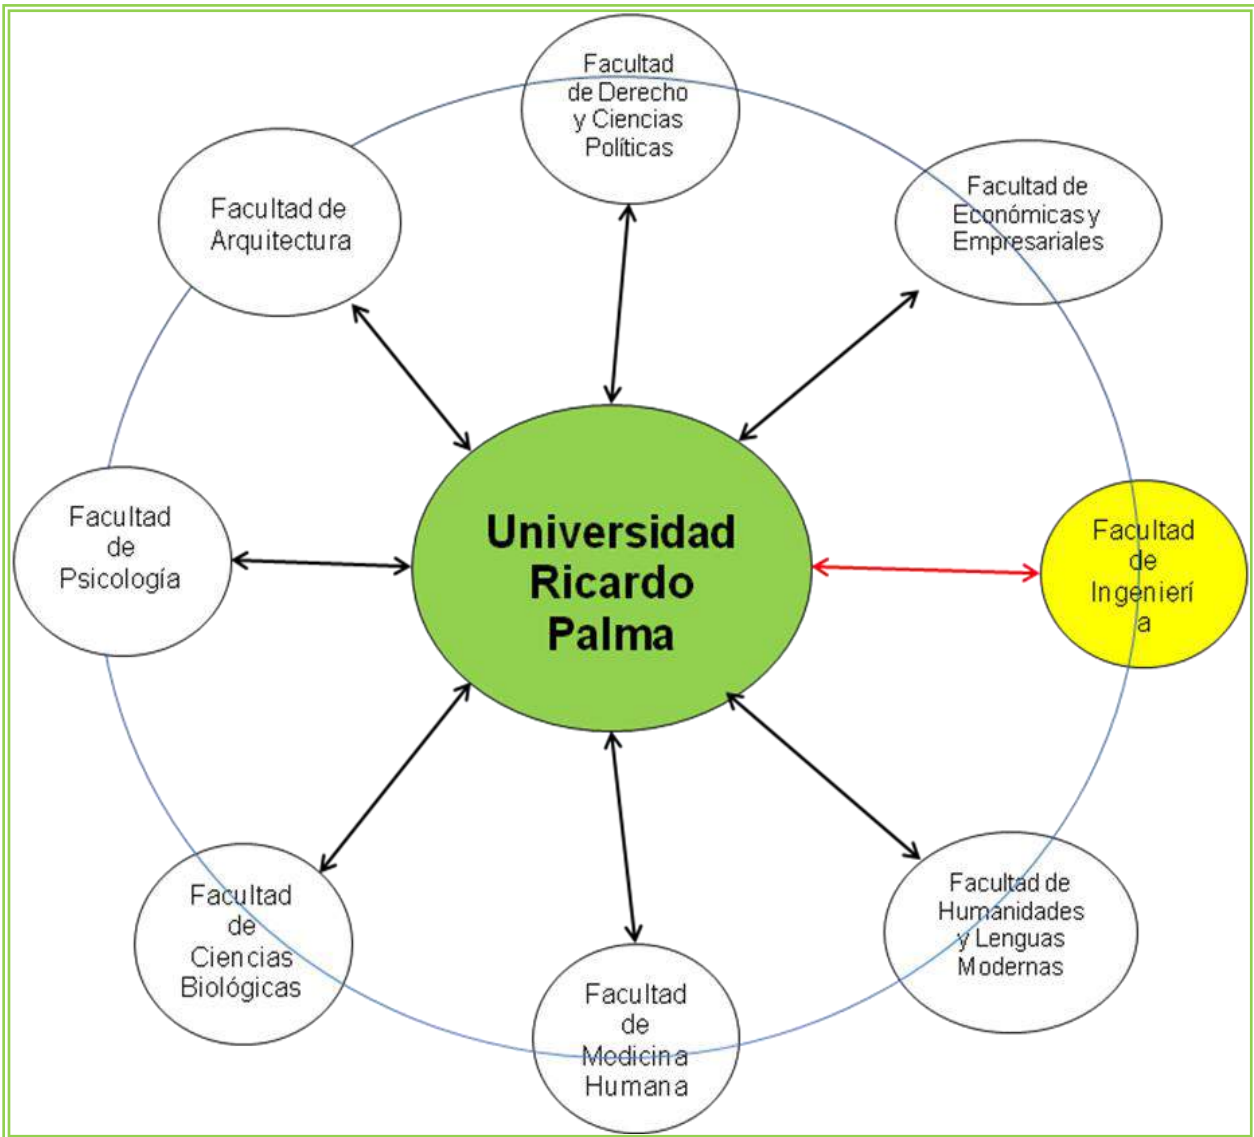 Facultad
de Derecho
y Ciencias
Políticas
Facultad de
Arquitectura
Facultad de
Económicas y
Empresariales
Facultad
de
Psicología
Universidad
Ricardo
Palma
Facultad
de
Ingenierí
a
Facultad
de
Ciencias
Biológicas
Facultad de
Humanidades
y Lenguas
Modernas
Facultad
de
Medicina
Humana